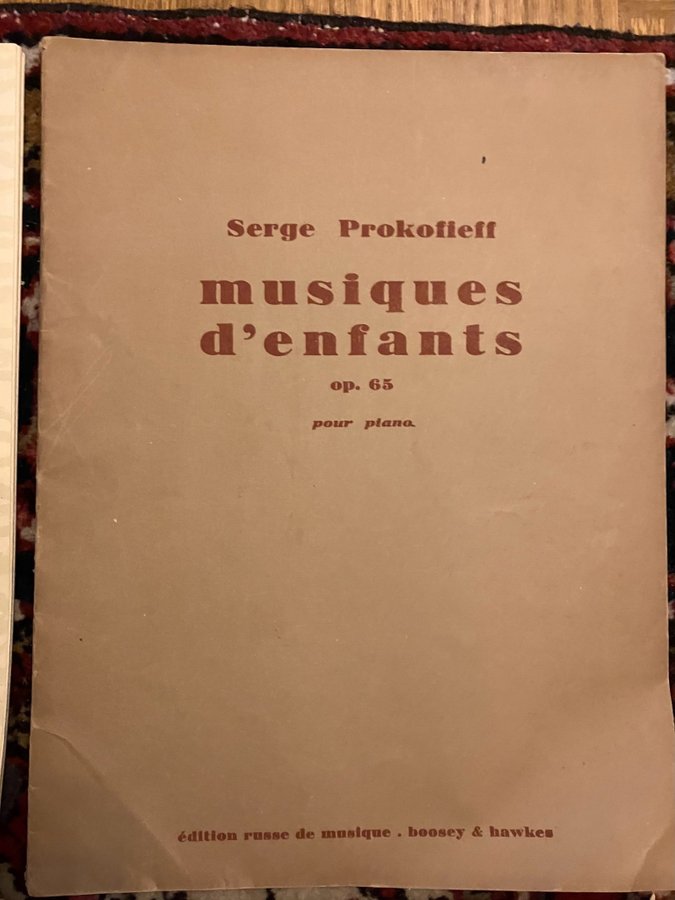 Serge Prokofieff
musiques
d'enfants
op. 65
pour piano
édition russe de musique . boosey & hawkes